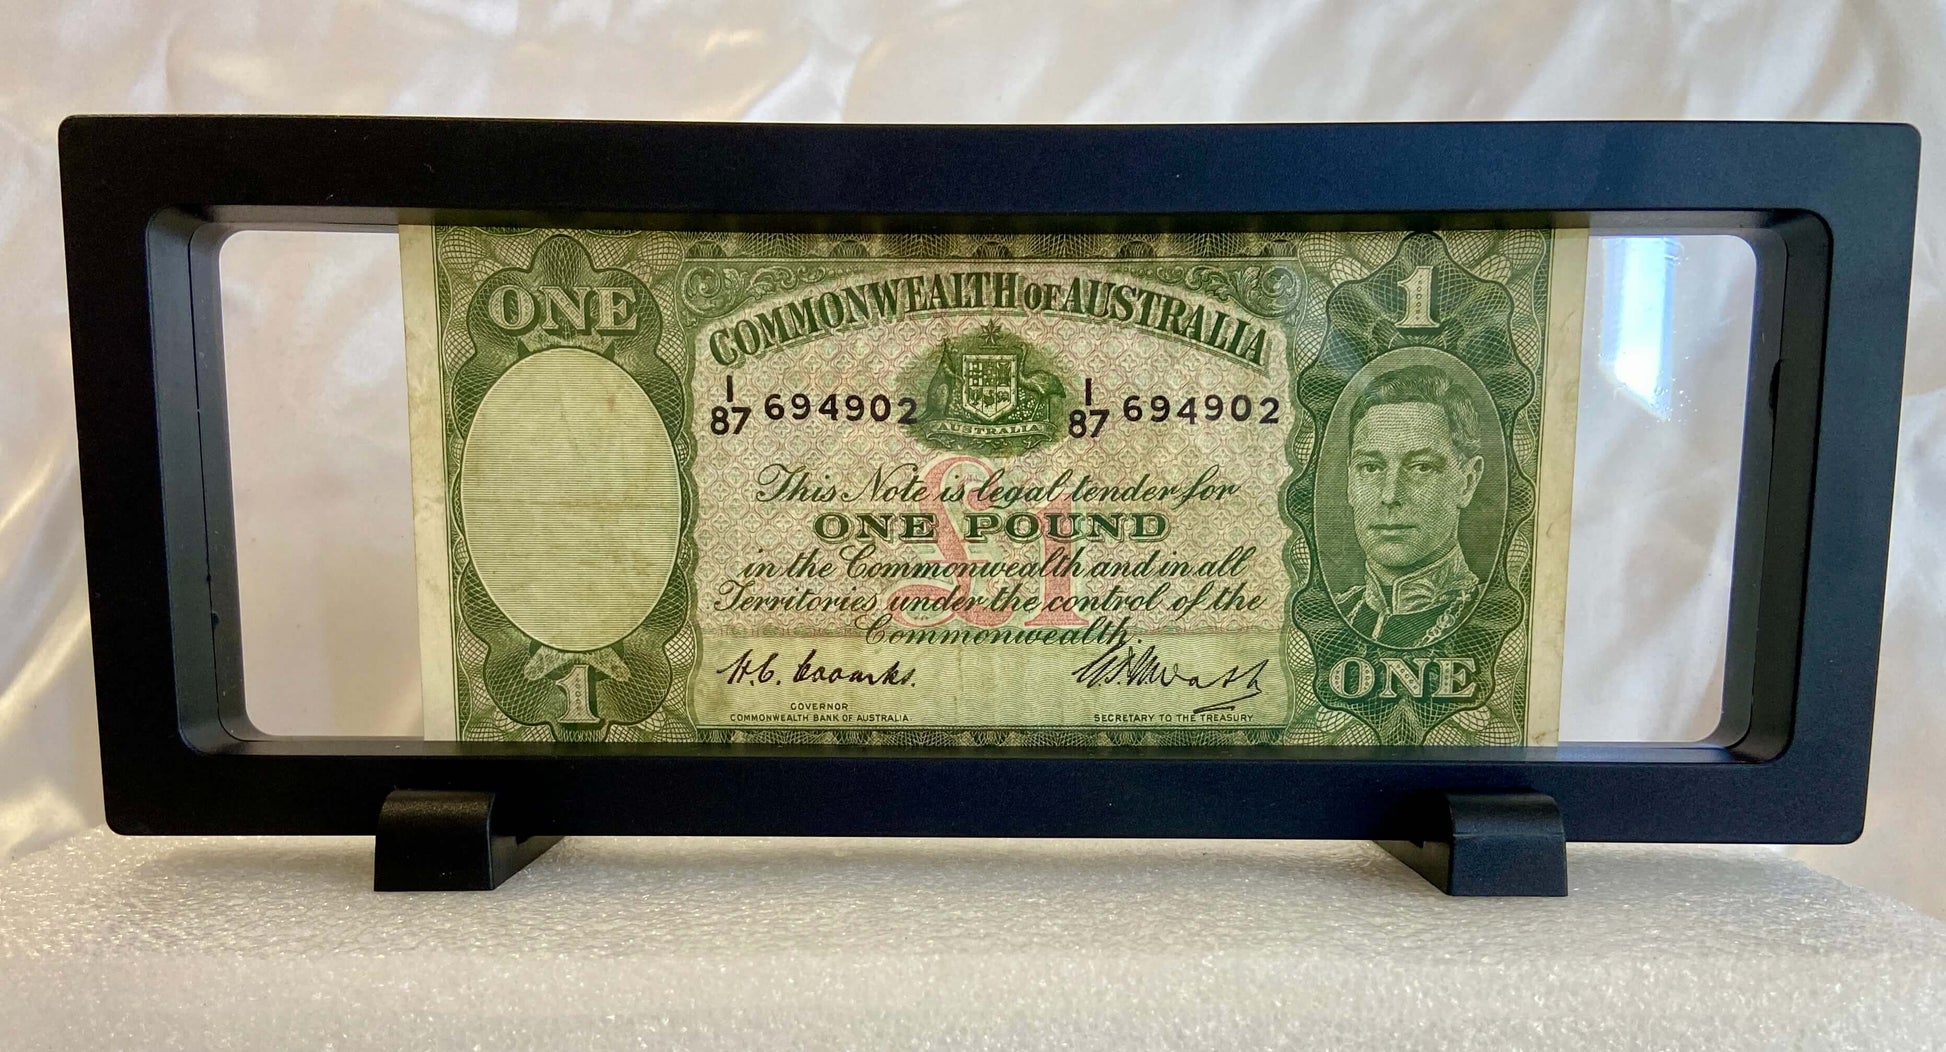 ONE
COMMONWEALTH OF AUSTRALIA
1
I
87 694902
I
87 694902
AUSTRALIA
£1
This Note is legal tender for
ONE POUND
in the Commonwealth and in all
Territories under the control of the
Commonwealth.
H.C. Coombs.
GOVERNOR
COMMONWEALTH BANK OF AUSTRALIA
SECRETARY TO THE TREASURY
1
ONE